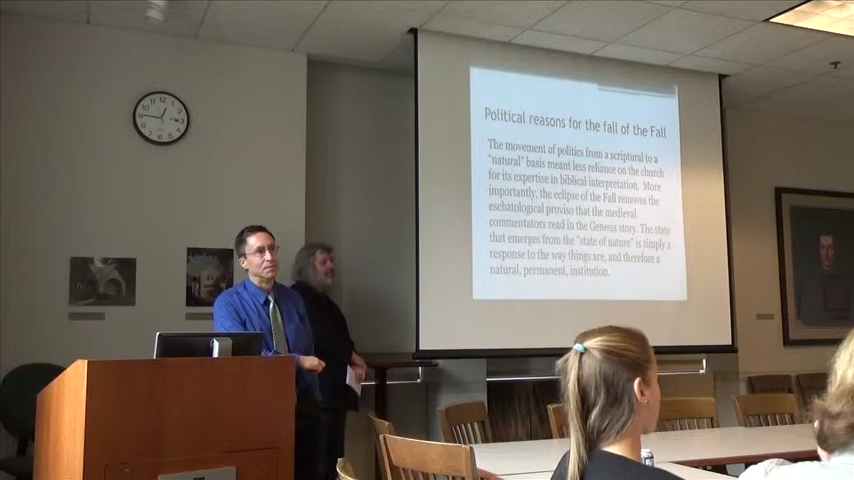 Political reasons for the fall of the Fall
The movement of politics from a scriptural to a
"natural" basis meant less reliance on the church
for its expertise in biblical interpretation. More
importantly, the eclipse of the Fall removes the
eschatological proviso that the medieval
commentators read in the Genesis story. The state
that emerges from the "state of nature" is simply a
response to the way things are, and therefore a
natural, permanent, institution.